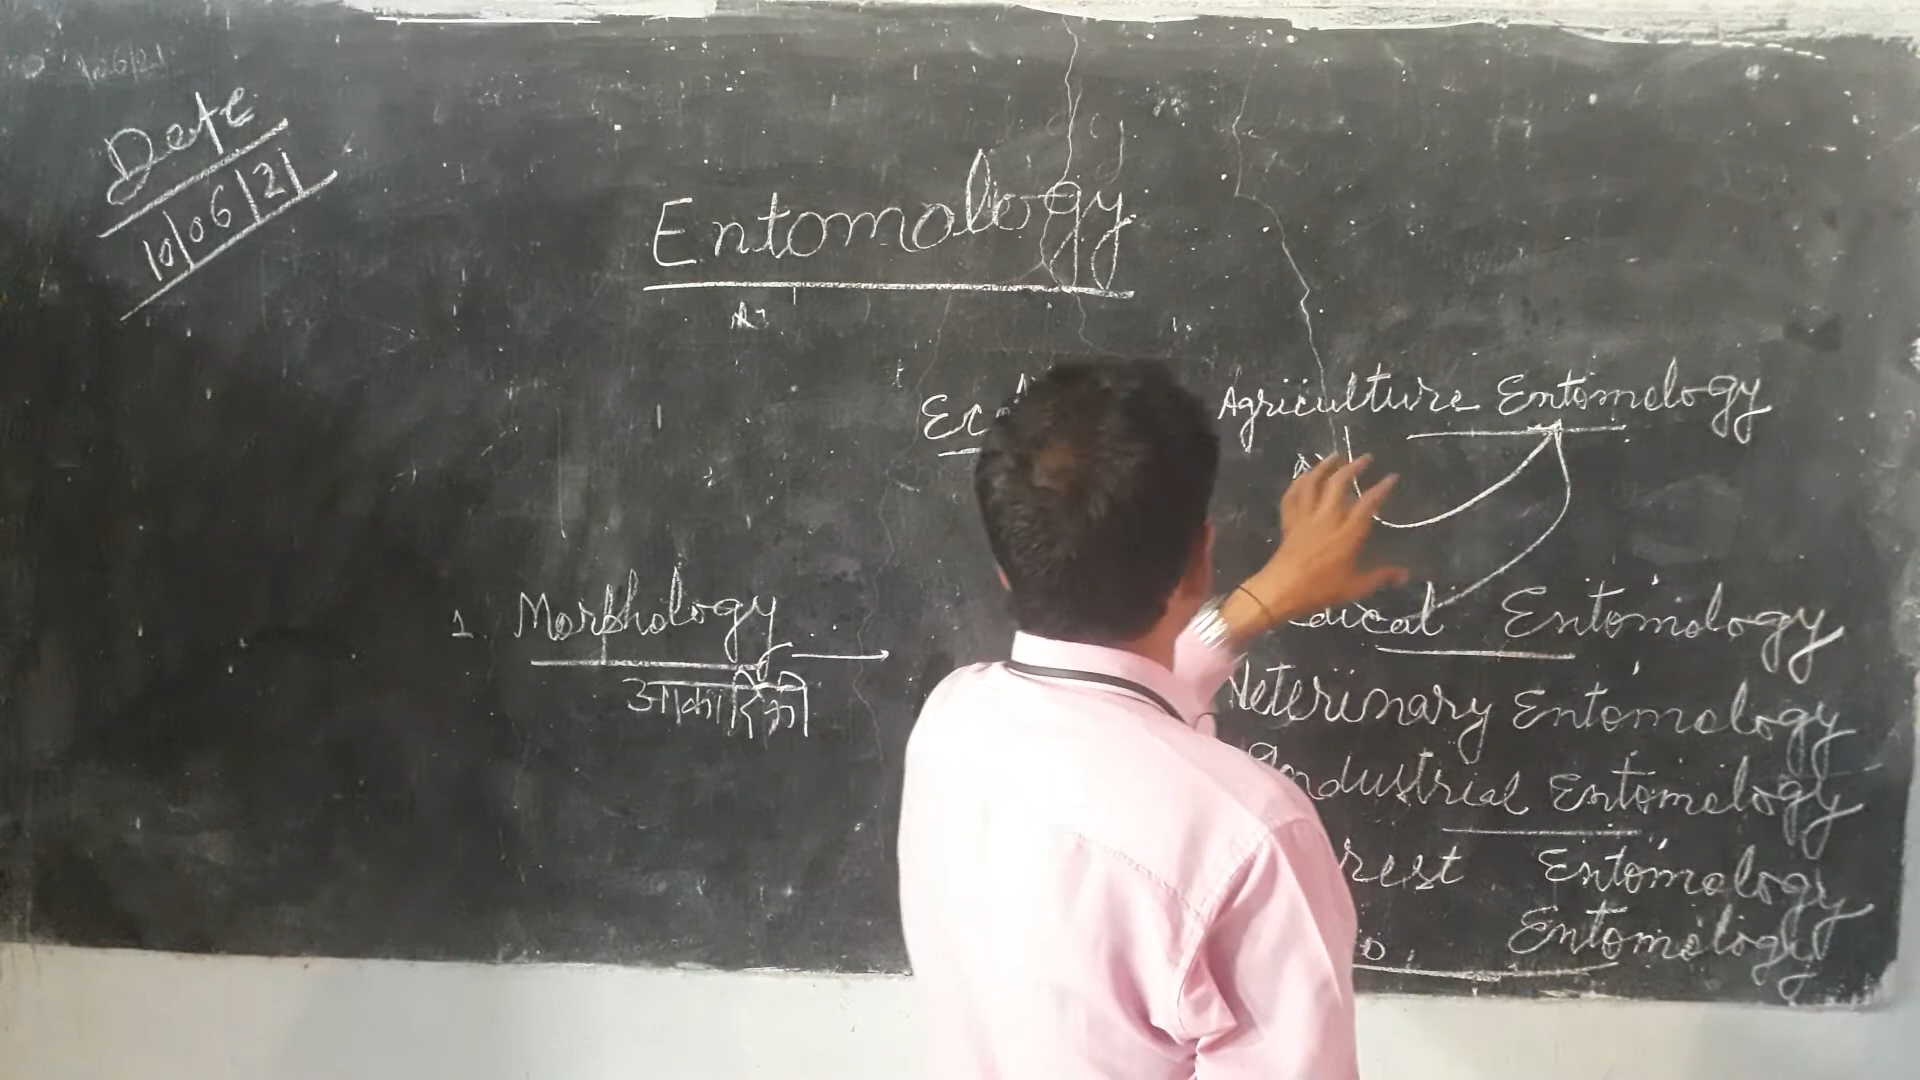 Date
10/06/21
Entomology
Agriculture Entomology
1. Morphology
आकारिकी
Entomology
Veterinary Entomology
Industrial Entomology
Entomology
Entomology